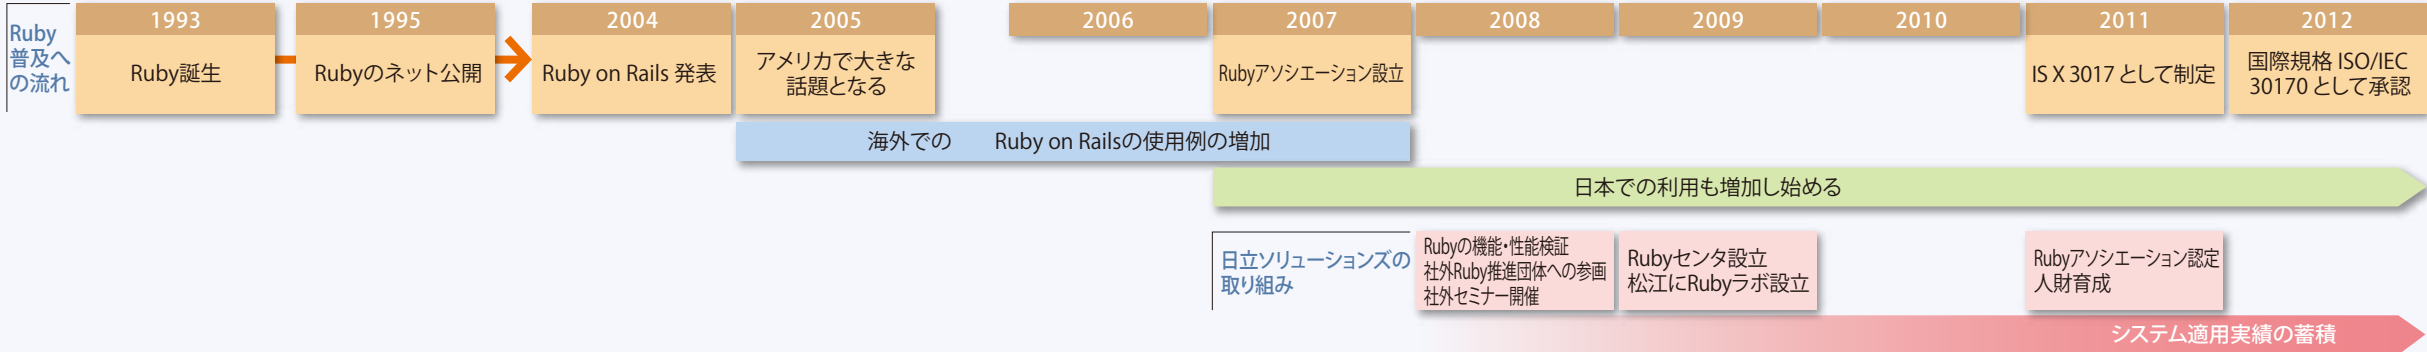 Ruby
普及へ
の流れ
1993
Ruby誕生
1995
Rubyのネット公開
2004
Ruby on Rails 発表
2005
アメリカで大きな
話題となる
2006
2007
Rubyアソシエーション設立
2008
2009
2010
2011
IS X 3017 として制定
2012
国際規格 ISO/IEC
30170 として承認
海外での Ruby on Railsの使用例の増加
日本での利用も増加し始める
日立ソリューションズの
取り組み
Rubyの機能・性能検証
社外Ruby推進団体への参画
社外セミナー開催
Rubyセンタ設立
松江にRubyラボ設立
Rubyアソシエーション認定
人財育成
システム適用実績の蓄積